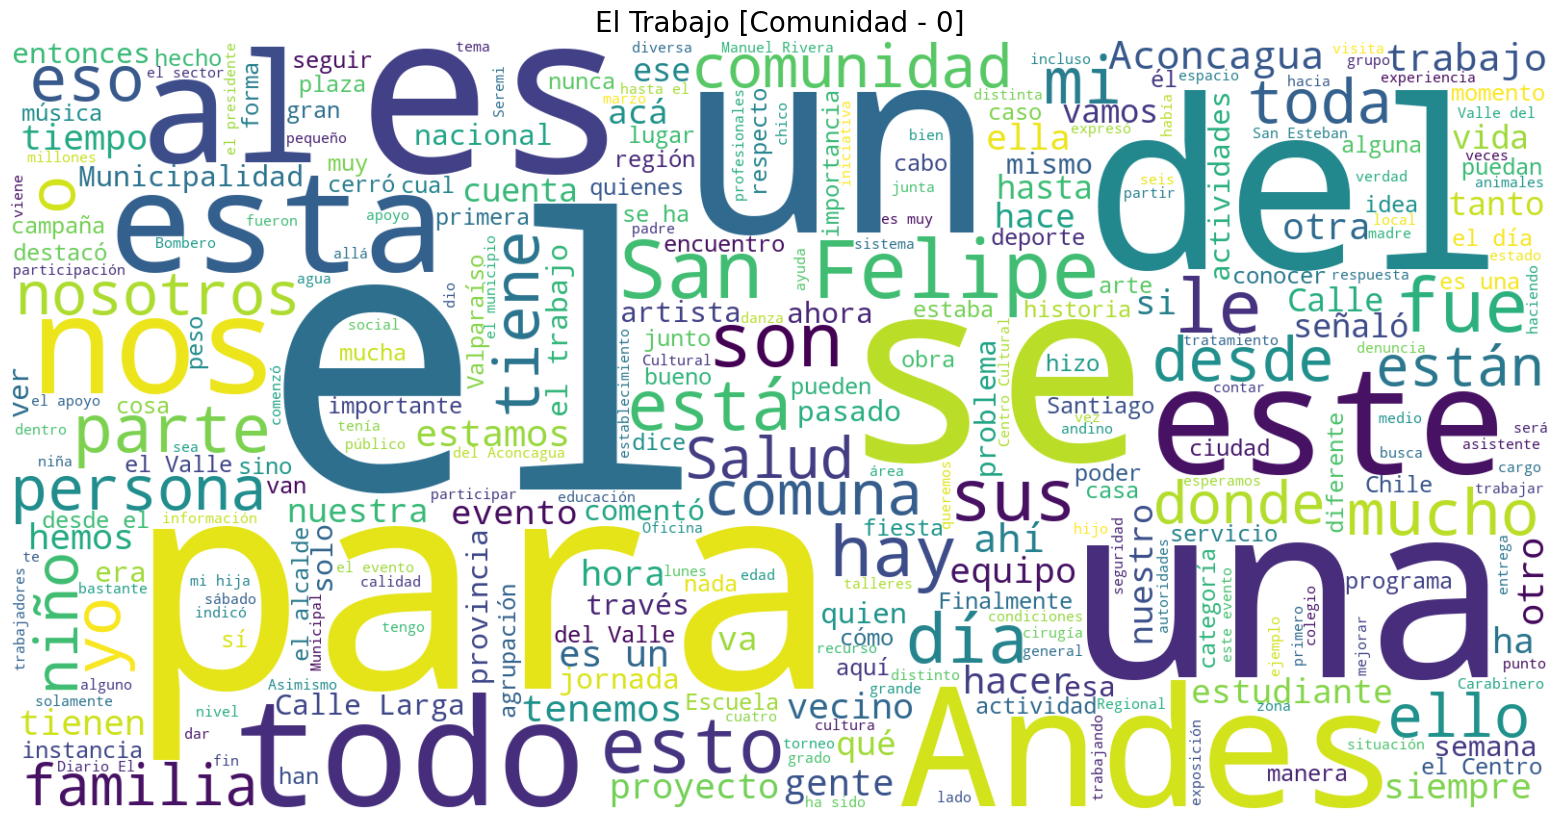 El Trabajo [Comunidad - 0]
entonces
hecho
el sector
el presidente
seguir
tema
es
nunca
diversa
Manuel Rivera
incluso
Aconcagua
visita
grupo
trabajo
eso
al
forma
plaza
gran
pequeño
Seremi
hasta el
marzo
ese
comunidad
mi
él
espacio
hacia
experiencia
música
tiempo
millones
nacional
acá
lugar
región
un
profesionales
respecto
chico
importancia
iniciativa
bien
distinta
caso
vamos
ella
expreso
había
toda
momento
Valle del
San Esteban
vida
alguna
veces
puedan
viene
o
Municipalidad
muy
cerró
cual
cuenta
quienes
cabo
junta
mismo
hasta
hace
seis
partir
del
actividades
verdad
animales
idea
tanto
campaña
esta
fueron
apoyo
primera
se ha
padre
es muy
otra
local
madre
destacó
Bombero
allá
encuentro
sistema
deporte
el día
estado
participación
agua
dio
tiene
San Felipe
ayuda
conocer
respuesta
es una
haciendo
nosotros
el
Valparaíso
el municipio
el trabajo
arte
si
le
Calle
fue
nos
peso
social
mucha
artista
danza
ahora
estaba
historia
señaló
junto
Cultural
son
se
obra
hizo
tratamiento
denuncia
ver
el apoyo
cosa
comenzó
importante
establecimiento
bueno
está
pueden
pasado
problema
Centro Cultural
Santiago
desde
contar
están
dentro
parte
sea
tenía
público
estamos
del Aconcagua
dice
vez
andino
este
medio
será
asistente
niña
el Valle
sino
van
Salud
área
poder
ciudad
busca
cargo
persona
participar
educación
comuna
sus
casa
esperamos
diferente
Chile
trabajar
desde el
información
nuestra
evento
comentó
Oficina
fiesta
queremos
ahí
hijo
donde
servicio
mucho
hemos
te
para
hay
equipo
seguridad
nuestro
autoridades
una
programa
entrega
otro
trabajadores
bastante
era
mi hija
sábado
indicó
el alcalde
solo
Municipal
el evento
calidad
provincia
hora
lunes
nada
edad
talleres
Finalmente
condiciones
cirugía
categoría
este evento
niño
yo
sí
tengo
agrupación
través
quien
cómo
general
ejemplo
primero
colegio
mejorar
ha
punto
alguno
del Valle
va
recurso
aquí
día
es un
solamente
Asimismo
jornada
distinto
hacer
esa
estudiante
Carabinero
tienen
nivel
Calle Larga
tenemos
Escuela
cuatro
vecino
grande
cultura
actividad
Regional
zona
ello
instancia
Diario El
dar
fin
todo
esto
torneo
grado
qué
Andes
trabajando
exposición
situación
semana
el Centro
familia
han
proyecto
gente
ha sido
lado
manera
siempre